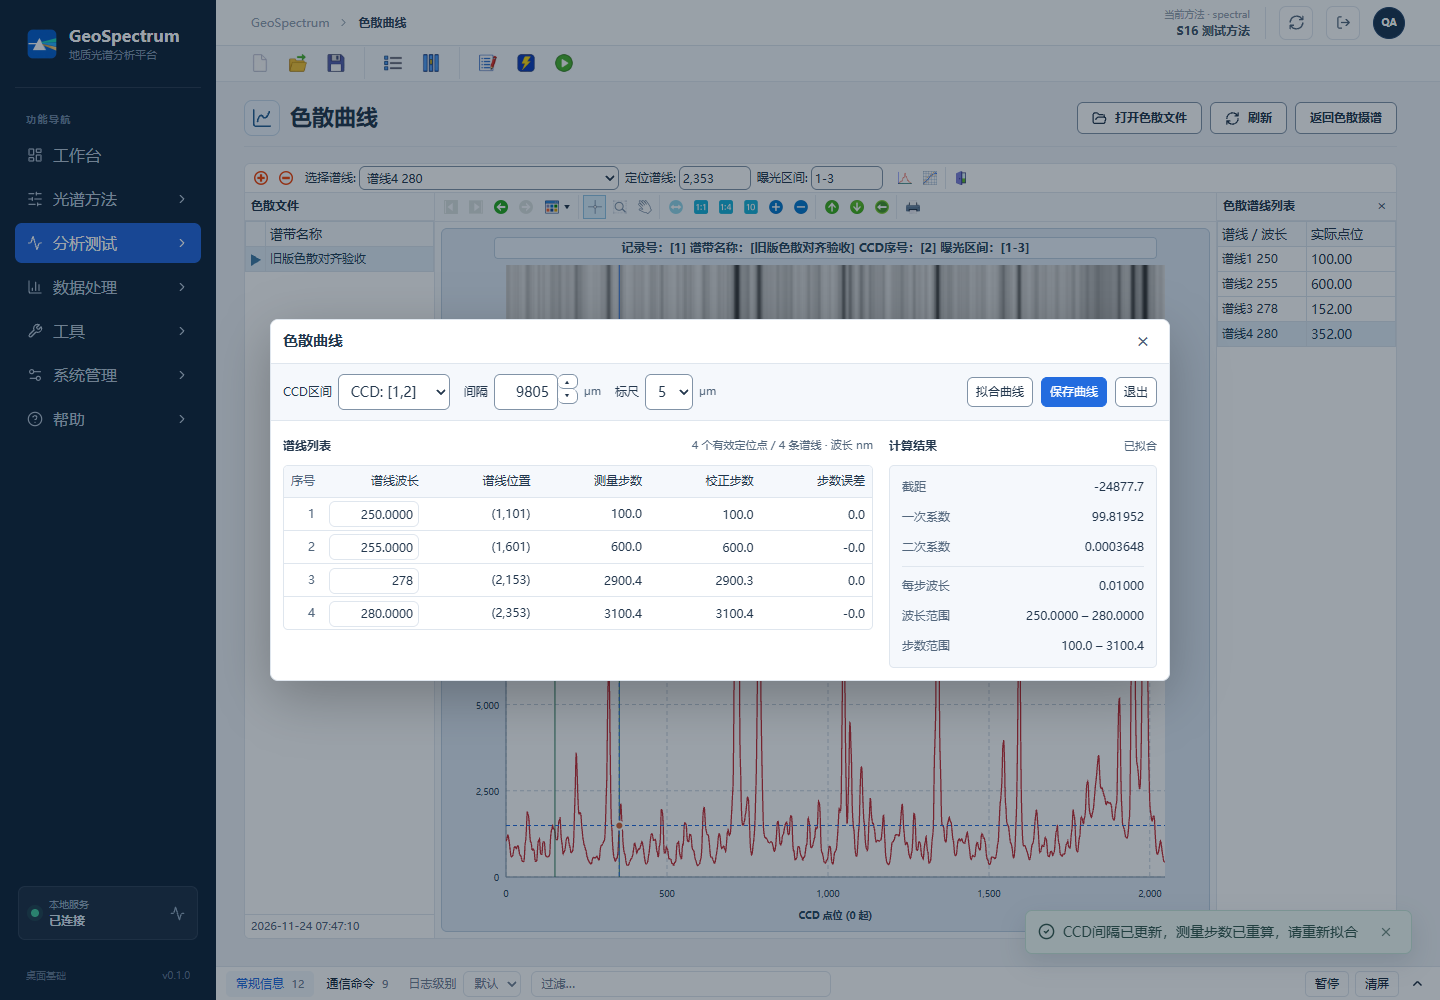 GeoSpectrum
地质光谱分析平台
功能导航
工作台
光谱方法
分析测试
数据处理
工具
系统管理
帮助
本地服务
已连接
桌面基础 v0.1.0
GeoSpectrum > 色散曲线
当前方法 · spectral
S16 测试方法
QA
色散曲线
打开色散文件 刷新 返回色散摄谱
选择谱线: 谱线4 280 定位谱线: 2,353 曝光区间: 1-3
色散文件
谱带名称
旧版色散对齐验收
2026-11-24 07:47:10
1:1 1:4 10
记录号：[1] 谱带名称：[旧版色散对齐验收] CCD序号：[2] 曝光区间：[1-3]
色散谱线列表
谱线 / 波长 实际点位
谱线1 250 100.00
谱线2 255 600.00
谱线3 278 152.00
谱线4 280 352.00
色散曲线
CCD区间 CCD: [1,2] 间隔 9805 μm 标尺 5 μm 拟合曲线 保存曲线 退出
谱线列表 4 个有效定位点 / 4 条谱线 · 波长 nm
序号 谱线波长 谱线位置 测量步数 校正步数 步数误差
1 250.0000 (1,101) 100.0 100.0 0.0
2 255.0000 (1,601) 600.0 600.0 -0.0
3 278 (2,153) 2900.4 2900.3 0.0
4 280.0000 (2,353) 3100.4 3100.4 -0.0
计算结果 已拟合
截距 -24877.7
一次系数 99.81952
二次系数 0.0003648
每步波长 0.01000
波长范围 250.0000 – 280.0000
步数范围 100.0 – 3100.4
5,000
2,500
0
0 500 1,000 1,500 2,000
CCD 点位 (0 起)
CCD间隔已更新，测量步数已重算，请重新拟合
常规信息 12 通信命令 9 日志级别 默认 过滤... 暂停 清屏